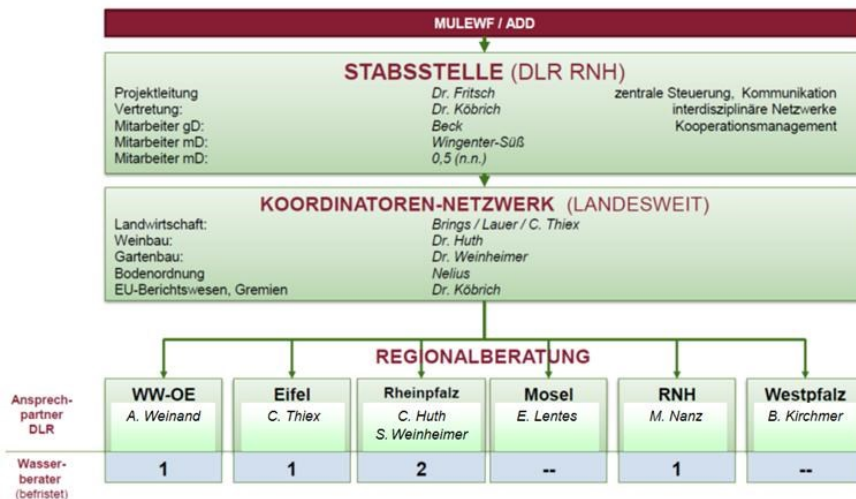 MULEWF / ADD
STABSSTELLE (DLR RNH)
Projektleitung Dr. Fritsch zentrale Steuerung, Kommunikation
Vertretung: Dr. Köbrich interdisziplinäre Netzwerke
Mitarbeiter gD: Beck Kooperationsmanagement
Mitarbeiter mD: Wingenter-Süß
Mitarbeiter mD: 0,5 (n.n.)
KOORDINATOREN-NETZWERK (LANDESWEIT)
Landwirtschaft: Brings / Lauer / C. Thiex
Weinbau: Dr. Huth
Gartenbau: Dr. Weinheimer
Bodenordnung Nelius
EU-Berichtswesen, Gremien Dr. Köbrich
REGIONALBERATUNG
Ansprech-
partner
DLR
WW-OE Eifel Rheinpfalz Mosel RNH Westpfalz
A. Weinand C. Thiex C. Huth E. Lentes M. Nanz B. Kirchmer
S. Weinheimer
Wasser-
berater
(befristet)
1 1 2 -- 1 --